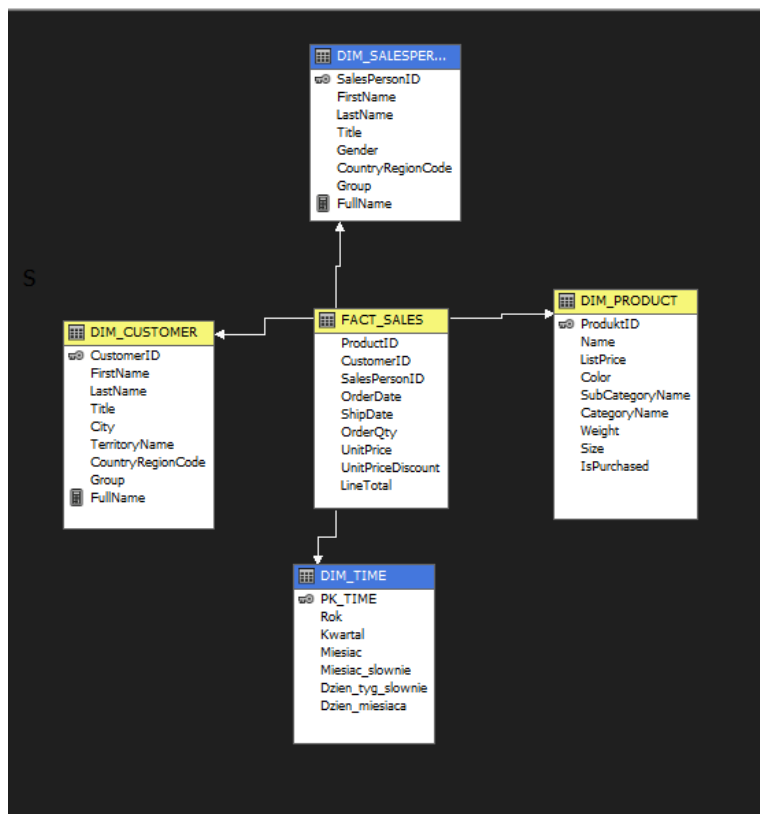 DIM_SALESPER...
SalesPersonID
FirstName
LastName
Title
Gender
CountryRegionCode
Group
FullName
S
DIM_CUSTOMER
CustomerID
FirstName
LastName
Title
City
TerritoryName
CountryRegionCode
Group
FullName
FACT_SALES
ProductID
CustomerID
SalesPersonID
OrderDate
ShipDate
OrderQty
UnitPrice
UnitPriceDiscount
LineTotal
DIM_PRODUCT
ProduktID
Name
ListPrice
Color
SubCategoryName
CategoryName
Weight
Size
IsPurchased
DIM_TIME
PK_TIME
Rok
Kwartal
Miesiac
Miesiac_slownie
Dzien_tyg_slownie
Dzien_miesiaca